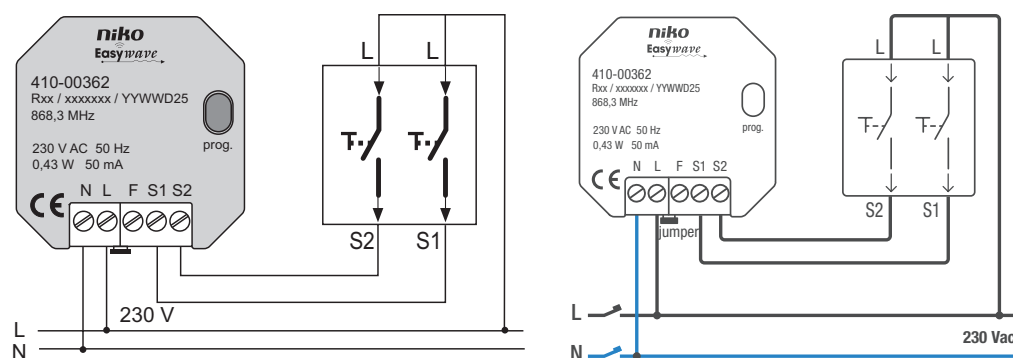 niko
Easywave
410-00362
Rxx / xxxxxxx / YYWWD25
868,3 MHz
230 V AC 50 Hz
0,43 W 50 mA
prog.
CE
N L F S1 S2
L L
S2 S1
230 V
L
N
niko
Easywave
410-00362
Rxx / xxxxxxx / YYWWD25
868,3 MHz
230 V AC 50 Hz
0,43 W 50 mA
prog.
CE
N L F S1 S2
jumper
L L
S2 S1
L
N
230 Vac